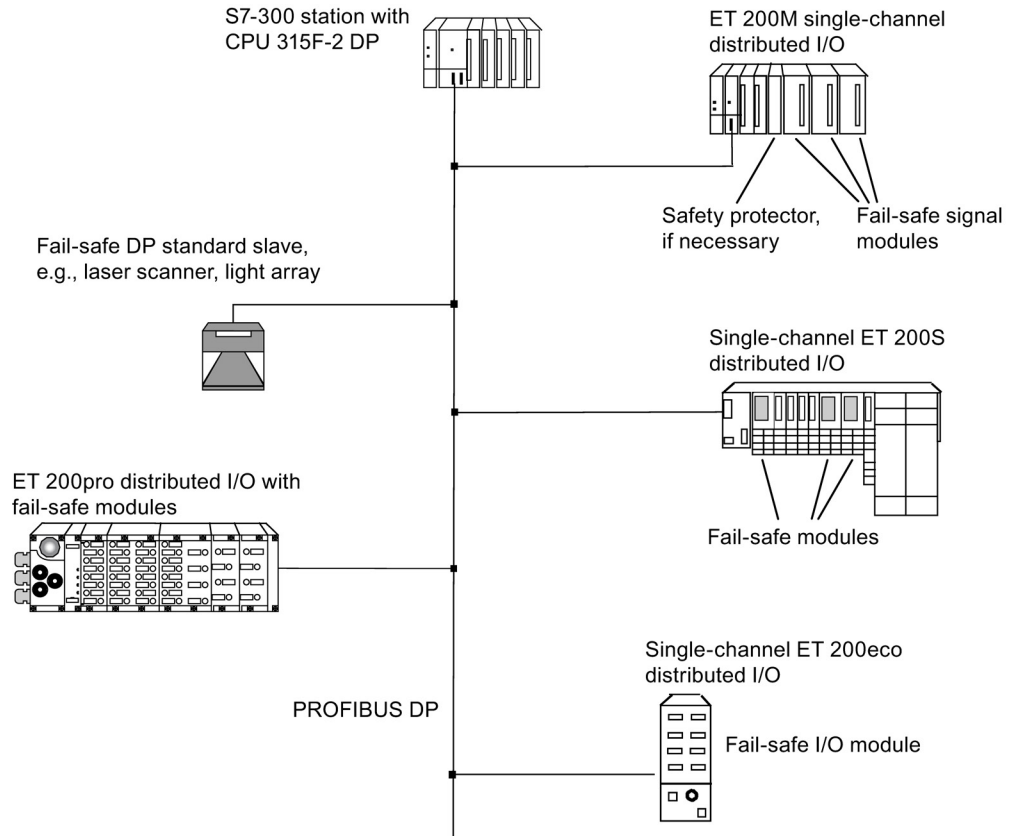 S7-300 station with
CPU 315F-2 DP
ET 200M single-channel
distributed I/O
Safety protector,
if necessary
Fail-safe signal
modules
Fail-safe DP standard slave,
e.g., laser scanner, light array
Single-channel ET 200S
distributed I/O
Fail-safe modules
ET 200pro distributed I/O with
fail-safe modules
Single-channel ET 200eco
distributed I/O
PROFIBUS DP
Fail-safe I/O module